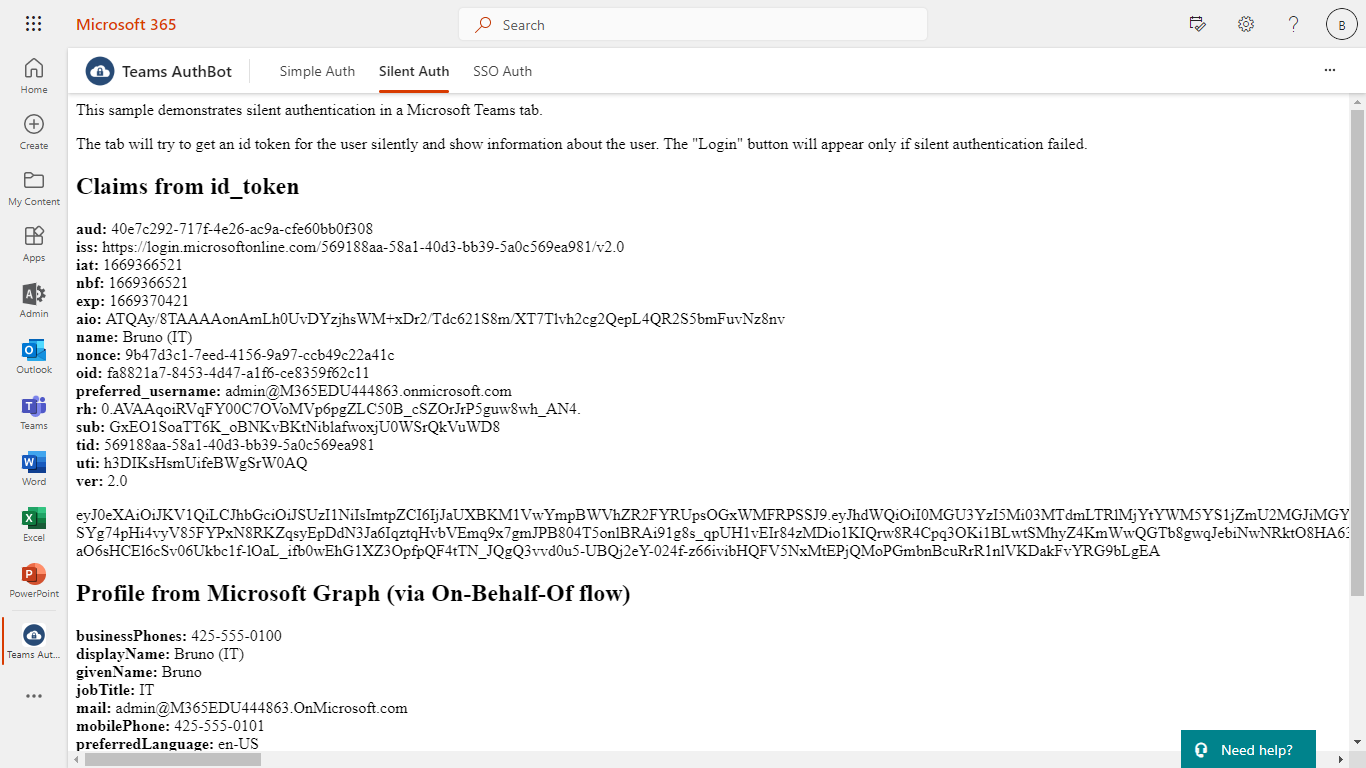 Microsoft 365
Search
B
Home
Create
My Content
Apps
Admin
Outlook
Teams
Word
Excel
PowerPoint
Teams Aut...
Teams AuthBot
Simple Auth
Silent Auth
SSO Auth
This sample demonstrates silent authentication in a Microsoft Teams tab.
The tab will try to get an id token for the user silently and show information about the user. The "Login" button will appear only if silent authentication failed.
Claims from id_token
aud: 40e7c292-717f-4e26-ac9a-cfe60bb0f308
iss: https://login.microsoftonline.com/569188aa-58a1-40d3-bb39-5a0c569ea981/v2.0
iat: 1669366521
nbf: 1669366521
exp: 1669370421
aio: ATQAy/8TAAAAonAmLh0UvDYzjhsWM+xDr2/Tdc621S8m/XT7Tlvh2cg2QepL4QR2S5bmFuvNz8nv
name: Bruno (IT)
nonce: 9b47d3c1-7eed-4156-9a97-ccb49c22a41c
oid: fa8821a7-8453-4d47-a1f6-ce8359f62c11
preferred_username: admin@M365EDU444863.onmicrosoft.com
rh: 0.AVAAqoiRVqFY00C7OVoMVp6pgZLC50B_cSZOrJrP5guw8wh_AN4.
sub: GxEO1SoaTT6K_oBNKvBKtNiblafwoxjU0WSrQkVuWD8
tid: 569188aa-58a1-40d3-bb39-5a0c569ea981
uti: h3DIKsHsmUifeBWgSrW0AQ
ver: 2.0
eyJ0eXAiOiJKV1QiLCJhbGciOiJSUzI1NiIsImtpZCI6IjJaUXBKM1VwYmpBWVhZR2FYRUpsOGxWMFRPSSJ9.eyJhdWQiOiI0MGU3YzI5Mi03MTdmLTRlMjYtYWM5YS1jZmU2MGJiMGY
SYg74pHi4vyV85FYPxN8RKZqsyEpDdN3Ja6IqztqHvbVEmq9x7gmJPB804T5onlBRAi91g8s_qpUH1vEIr84zMDio1KIQrw8R4Cpq3OKi1BLwtSMhyZ4KmWwQGTb8gwqJebiNwNRktO8HA63
aO6sHCEl6cSv06Ukbc1f-lOaL_ifb0wEhG1XZ3OpfpQF4tTN_JQgQ3vvd0u5-UBQj2eY-024f-z66ivibHQFV5NxMtEPjQMoPGmbnBcuRrR1nlVKDakFvYRG9bLgEA
Profile from Microsoft Graph (via On-Behalf-Of flow)
businessPhones: 425-555-0100
displayName: Bruno (IT)
givenName: Bruno
jobTitle: IT
mail: admin@M365EDU444863.OnMicrosoft.com
mobilePhone: 425-555-0101
preferredLanguage: en-US
Need help?